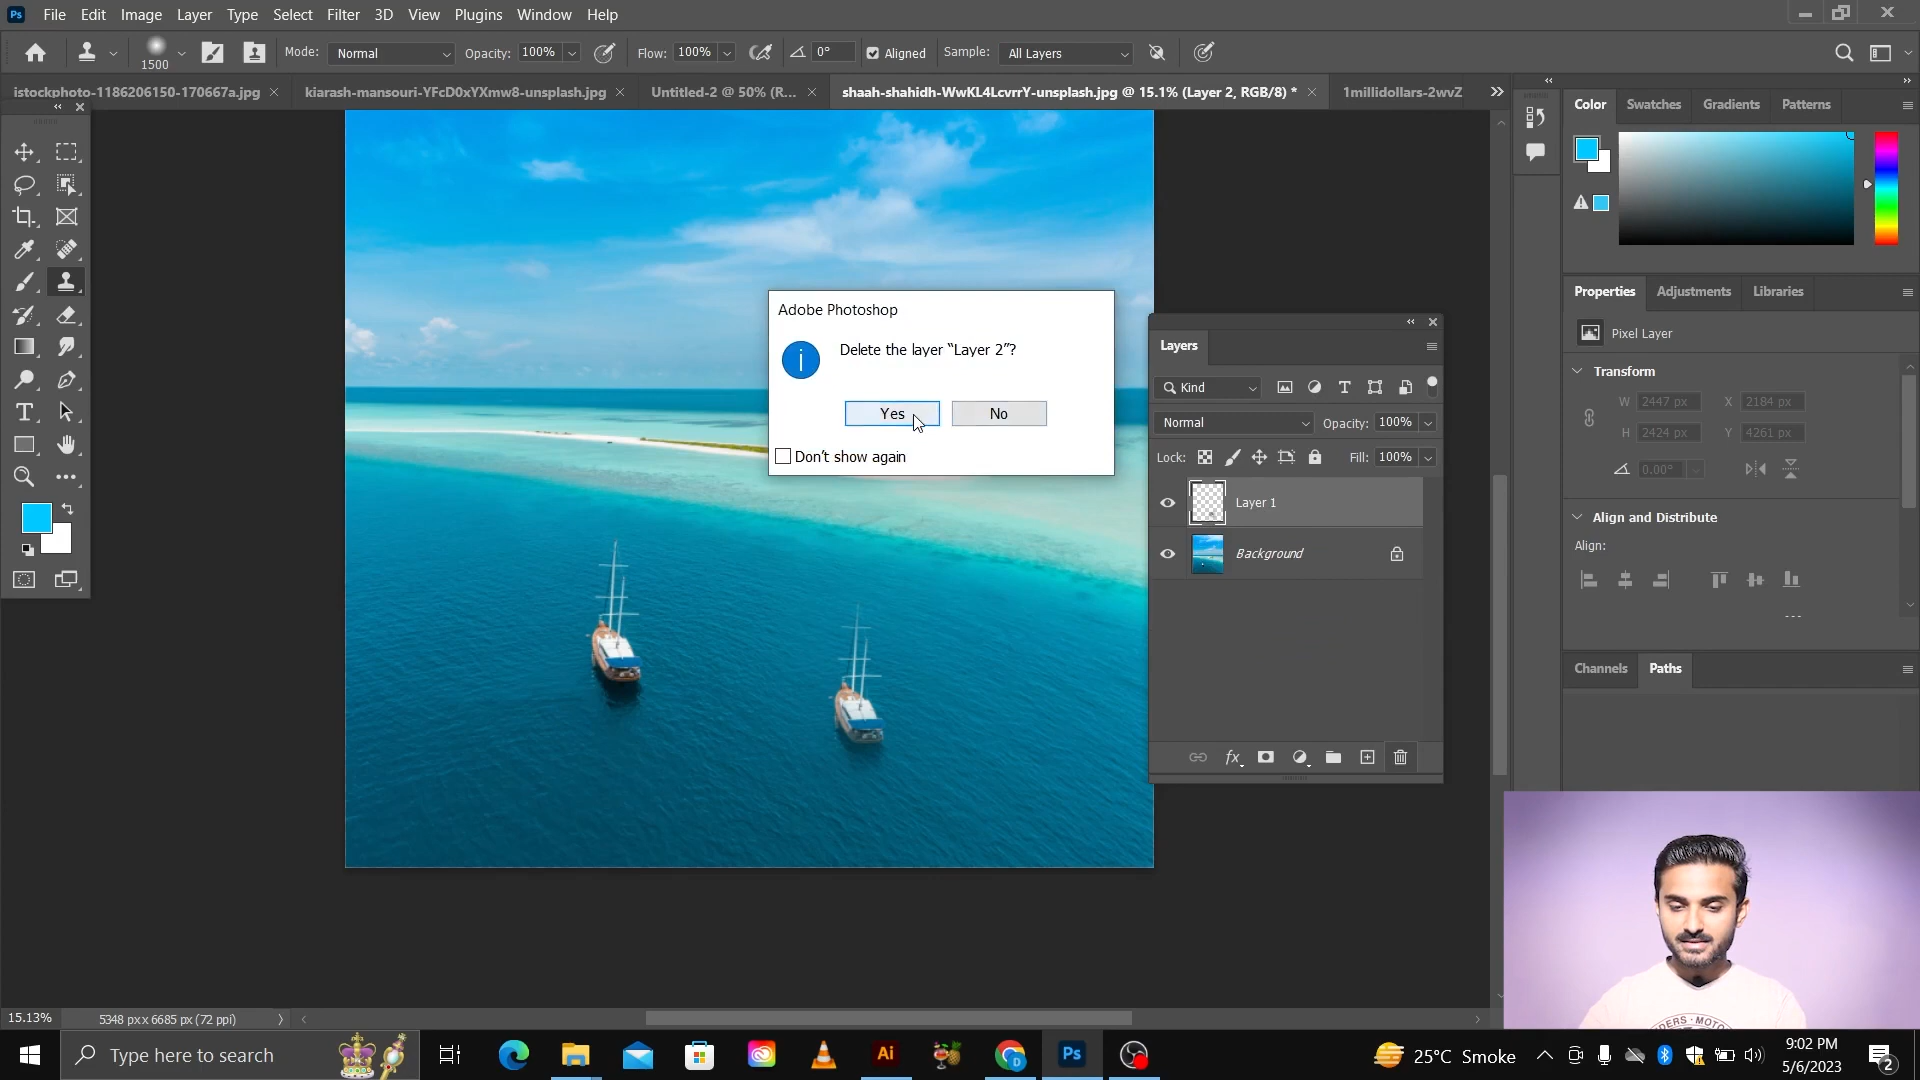 Ps File Edit Image Layer Type Select Filter 3D View Plugins Window Help
1500 Mode: Normal Opacity: 100% Flow: 100% 0° Aligned Sample: All Layers
istockphoto-1186206150-170667a.jpg kiarash-mansouri-YFcD0xYXmw8-unsplash.jpg Untitled-2 @ 50% (R... shaah-shahidh-WwKL4LcvrrY-unsplash.jpg @ 15.1% (Layer 2, RGB/8) * 1millidollars-2wvZ
Color Swatches Gradients Patterns
Adobe Photoshop
Delete the layer “Layer 2”?
Yes No
Don't show again
Layers
Kind
Normal Opacity: 100%
Lock: Fill: 100%
Layer 1
Background
fx
Properties Adjustments Libraries
Pixel Layer
Transform
W 2447 px X 2184 px
H 2424 px Y 4261 px
0.00°
Align and Distribute
Align:
Channels Paths
15.13% 5348 px x 6685 px (72 ppi)
Type here to search
Ai
Ps
25°C Smoke
9:02 PM
5/6/2023
2